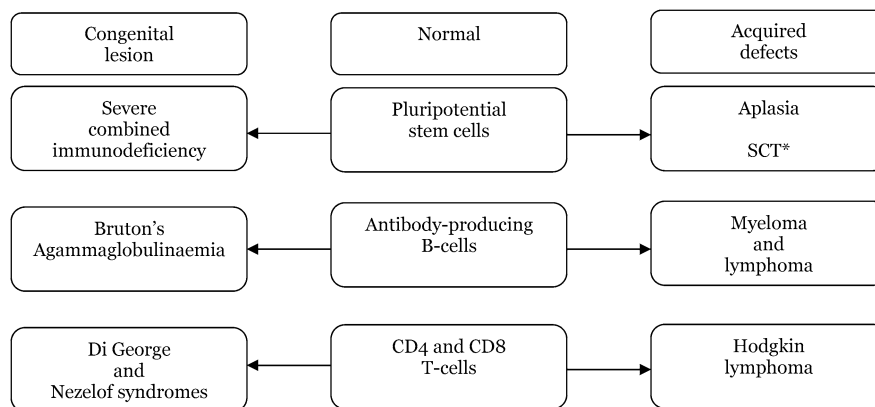 Congenital
lesion
Normal
Acquired
defects
Severe
combined
immunodeficiency
Pluripotential
stem cells
Aplasia
SCT*
Bruton’s
Agammaglobulinaemia
Antibody-producing
B-cells
Myeloma
and
lymphoma
Di George
and
Nezelof syndromes
CD4 and CD8
T-cells
Hodgkin
lymphoma